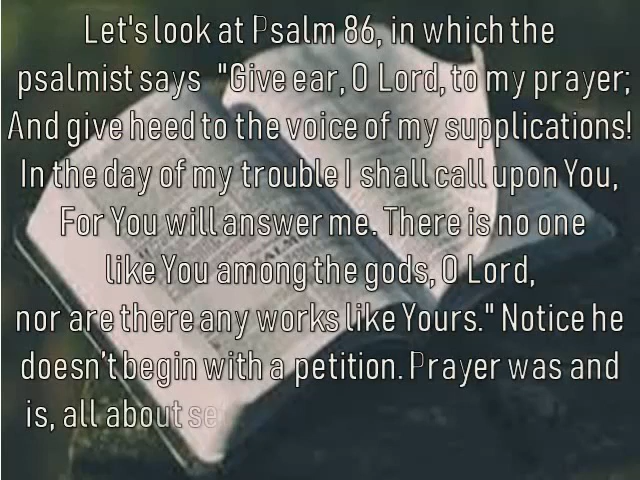 Let's look at Psalm 86, in which the
psalmist says "Give ear, O Lord, to my prayer;
And give heed to the voice of my supplications!
In the day of my trouble I shall call upon You,
For You will answer me. There is no one
like You among the gods, O Lord,
nor are there any works like Yours." Notice he
doesn’t begin with a petition. Prayer was and
is, all about se